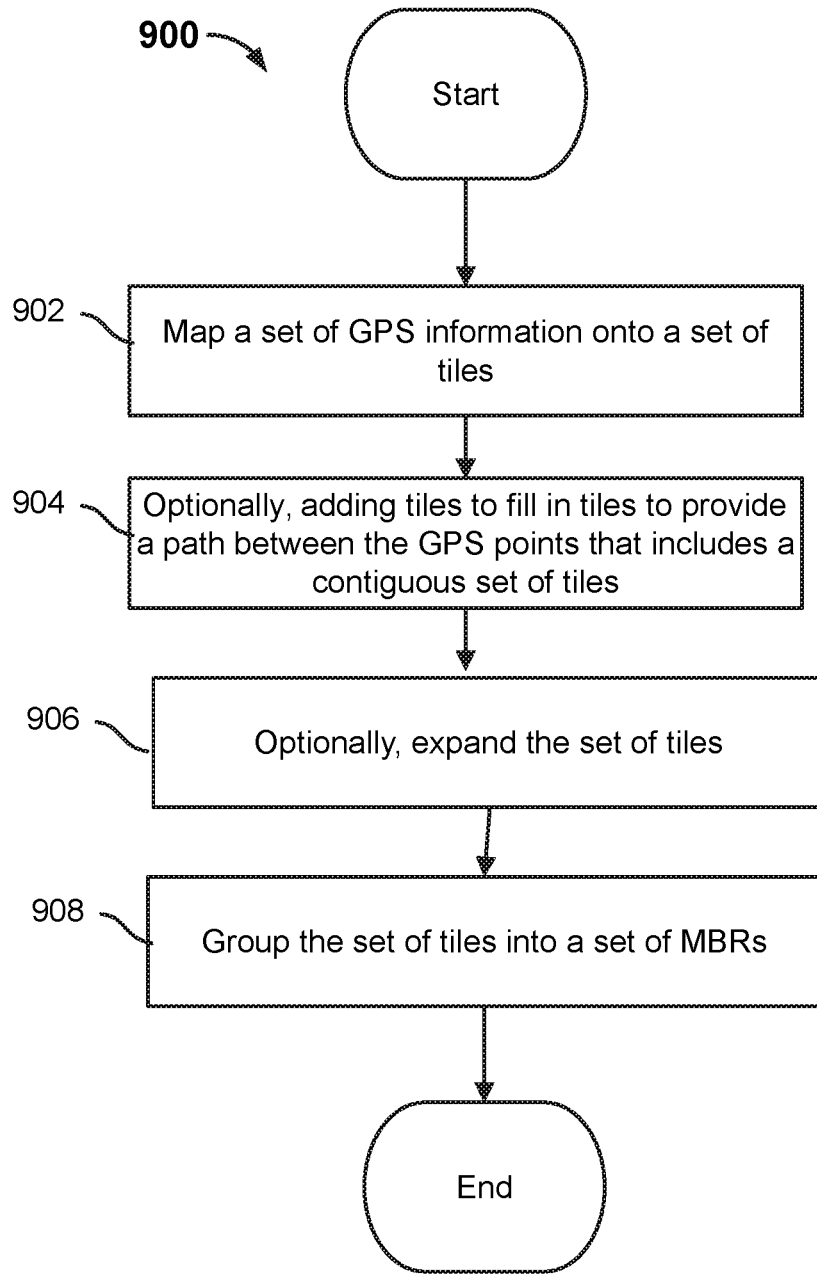 900
Start
902
Map a set of GPS information onto a set of
tiles
904
Optionally, adding tiles to fill in tiles to provide
a path between the GPS points that includes a
contiguous set of tiles
906
Optionally, expand the set of tiles
908
Group the set of tiles into a set of MBRs
End